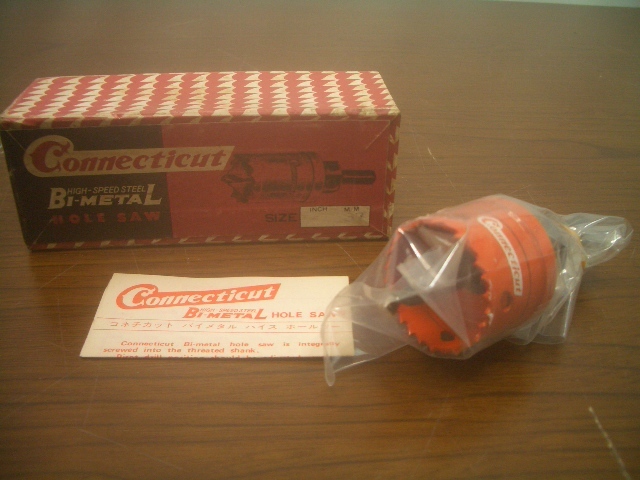 Connecticut
HIGH-SPEED STEEL
BI-METAL
HOLE SAW
SIZE INCH M/M
Connecticut
HIGH-SPEED STEEL
BI-METAL HOLE SAW
コネチカット バイメタル ハイス ホール
Connecticut Bi-metal hole saw is integrally
screwed into the threated shank.
Connecticut